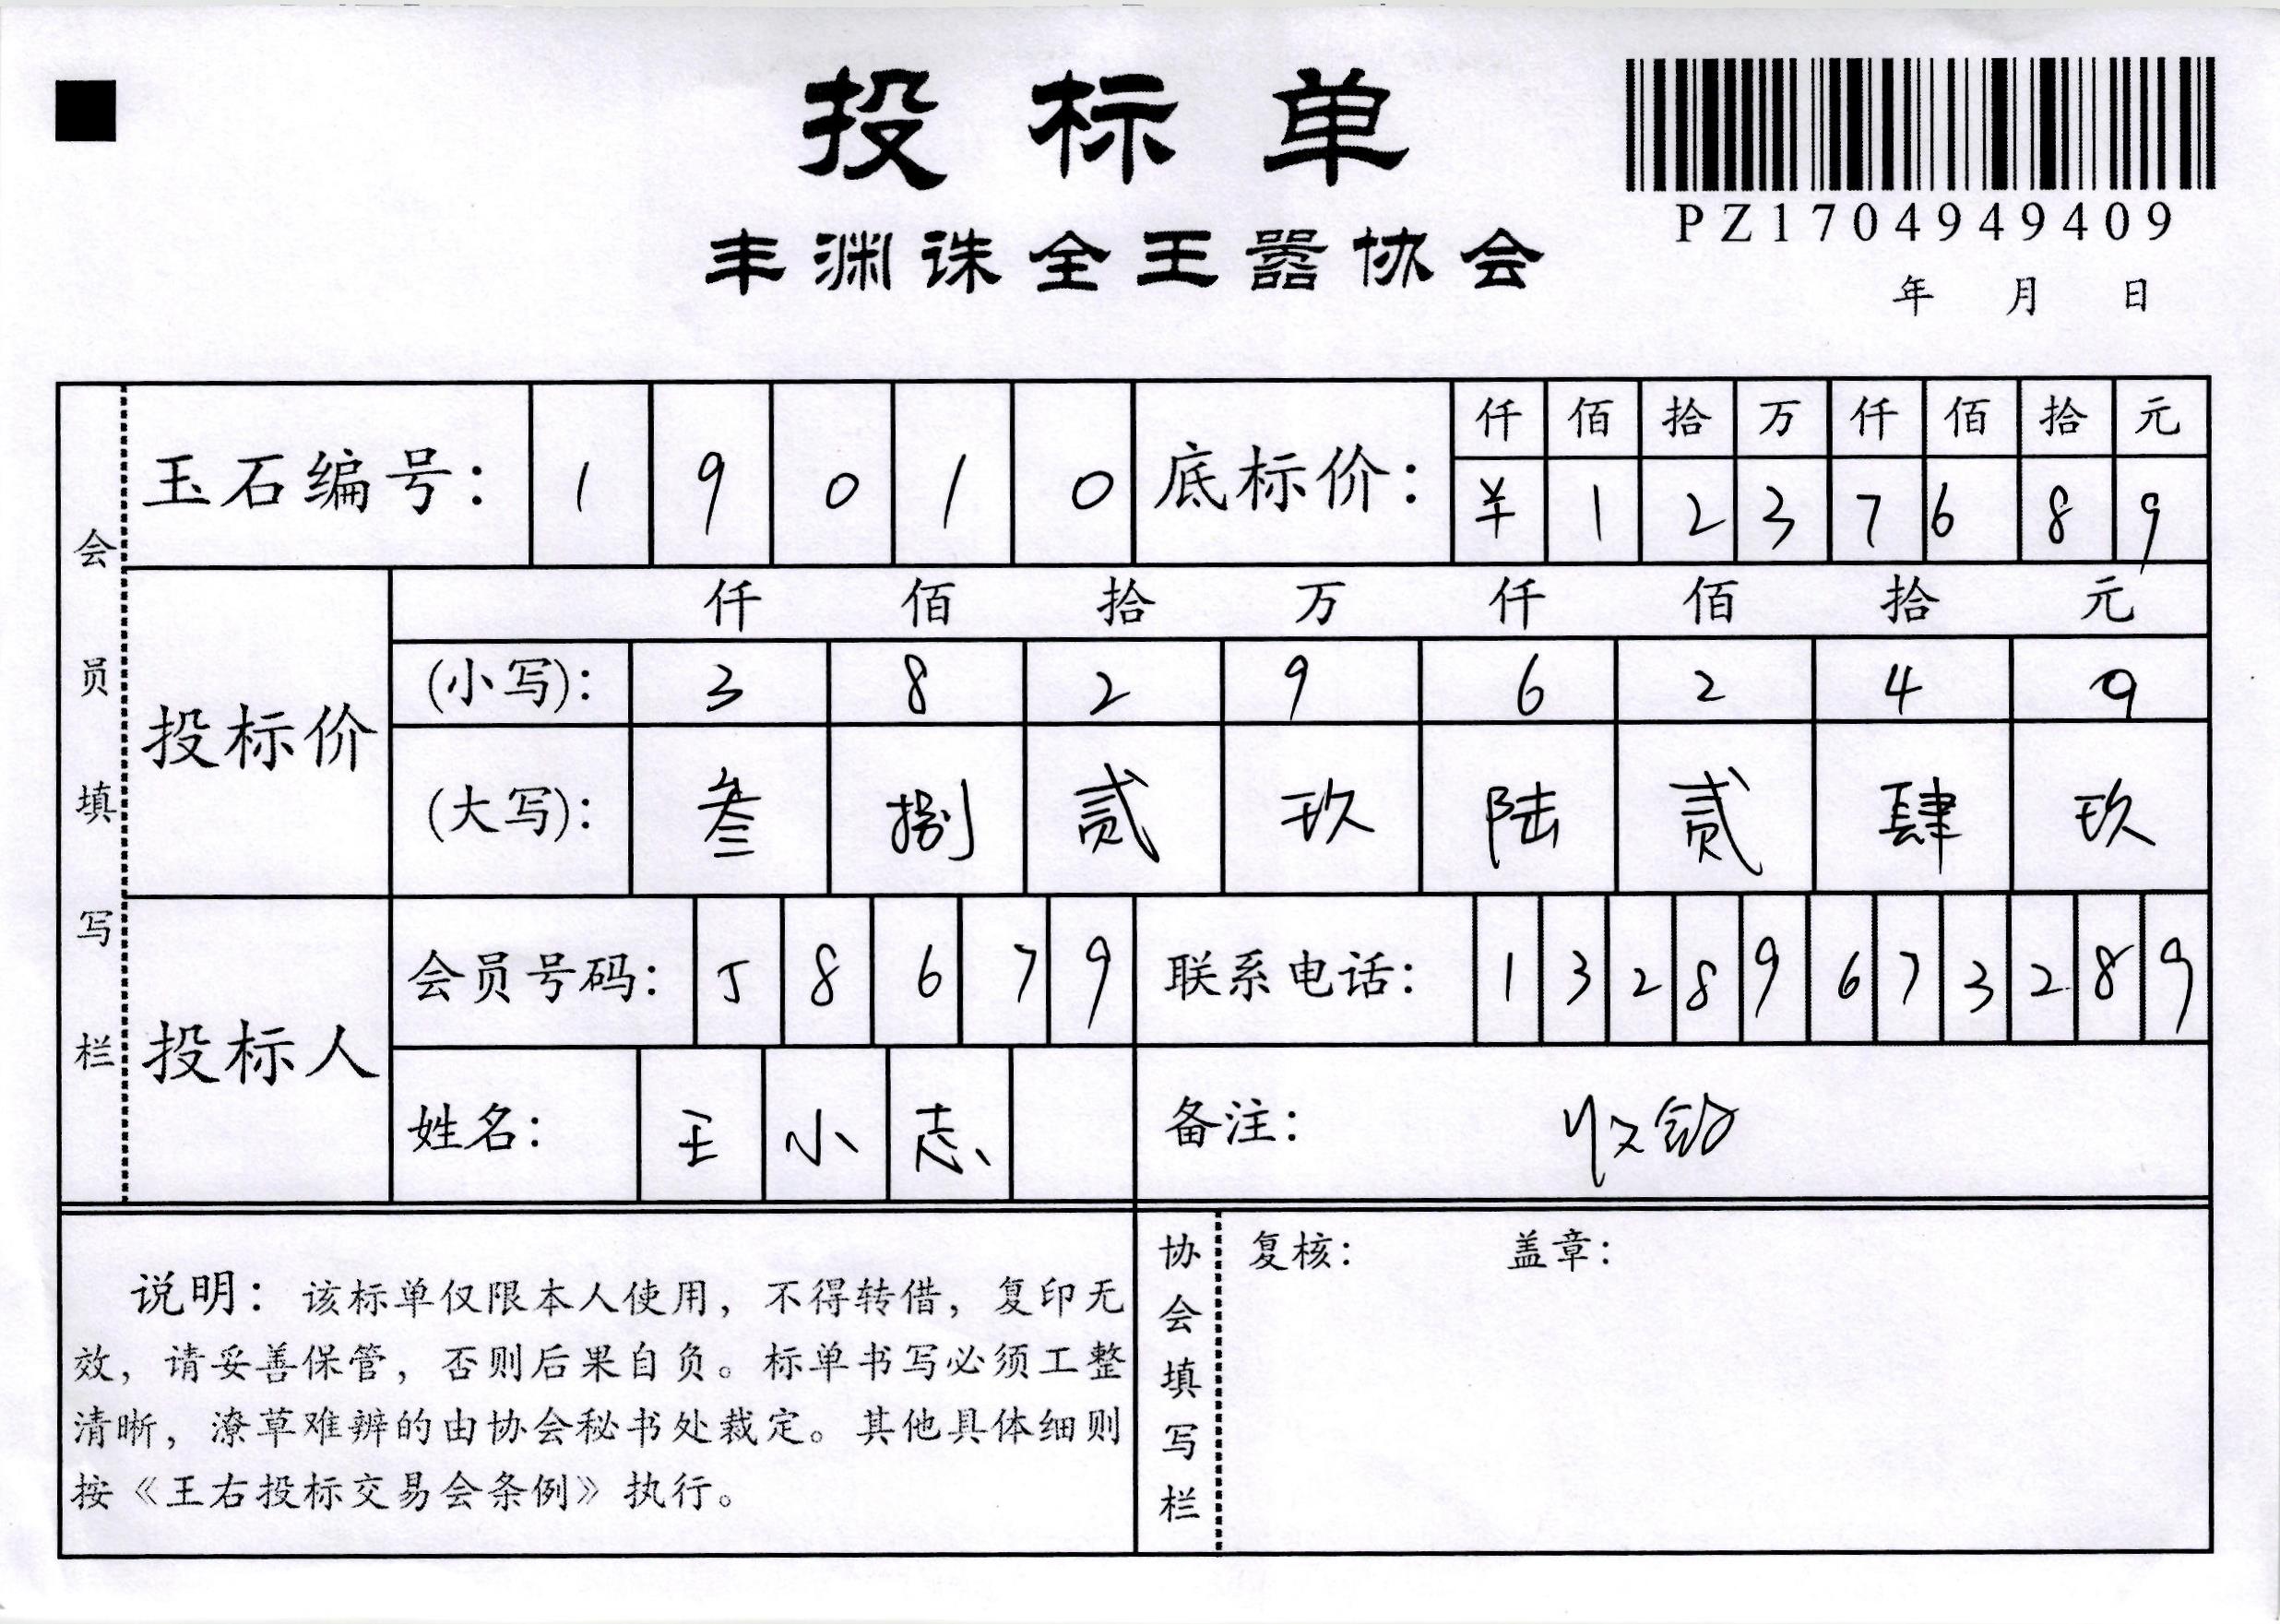 投标单
PZ1704949409
丰渊诛全王嚣协会
年 月 日
会员填写栏
玉石编号： 1 9 0 1 0
底标价： 仟 佰 拾 万 仟 佰 拾 元
¥ 1 2 3 7 6 8 9
投标价
仟 佰 拾 万 仟 佰 拾 元
(小写)： 3 8 2 9 6 2 4 9
(大写)： 叁 捌 贰 玖 陆 贰 肆 玖
投标人
会员号码： J 8 6 7 9
联系电话： 1 3 2 8 9 6 7 3 2 8 9
姓名： 王 小 志
备注：
说明：该标单仅限本人使用，不得转借，复印无
效，请妥善保管，否则后果自负。标单书写必须工整
清晰，潦草难辨的由协会秘书处裁定。其他具体细则
按《王右投标交易会条例》执行。
协会填写栏
复核： 盖章：